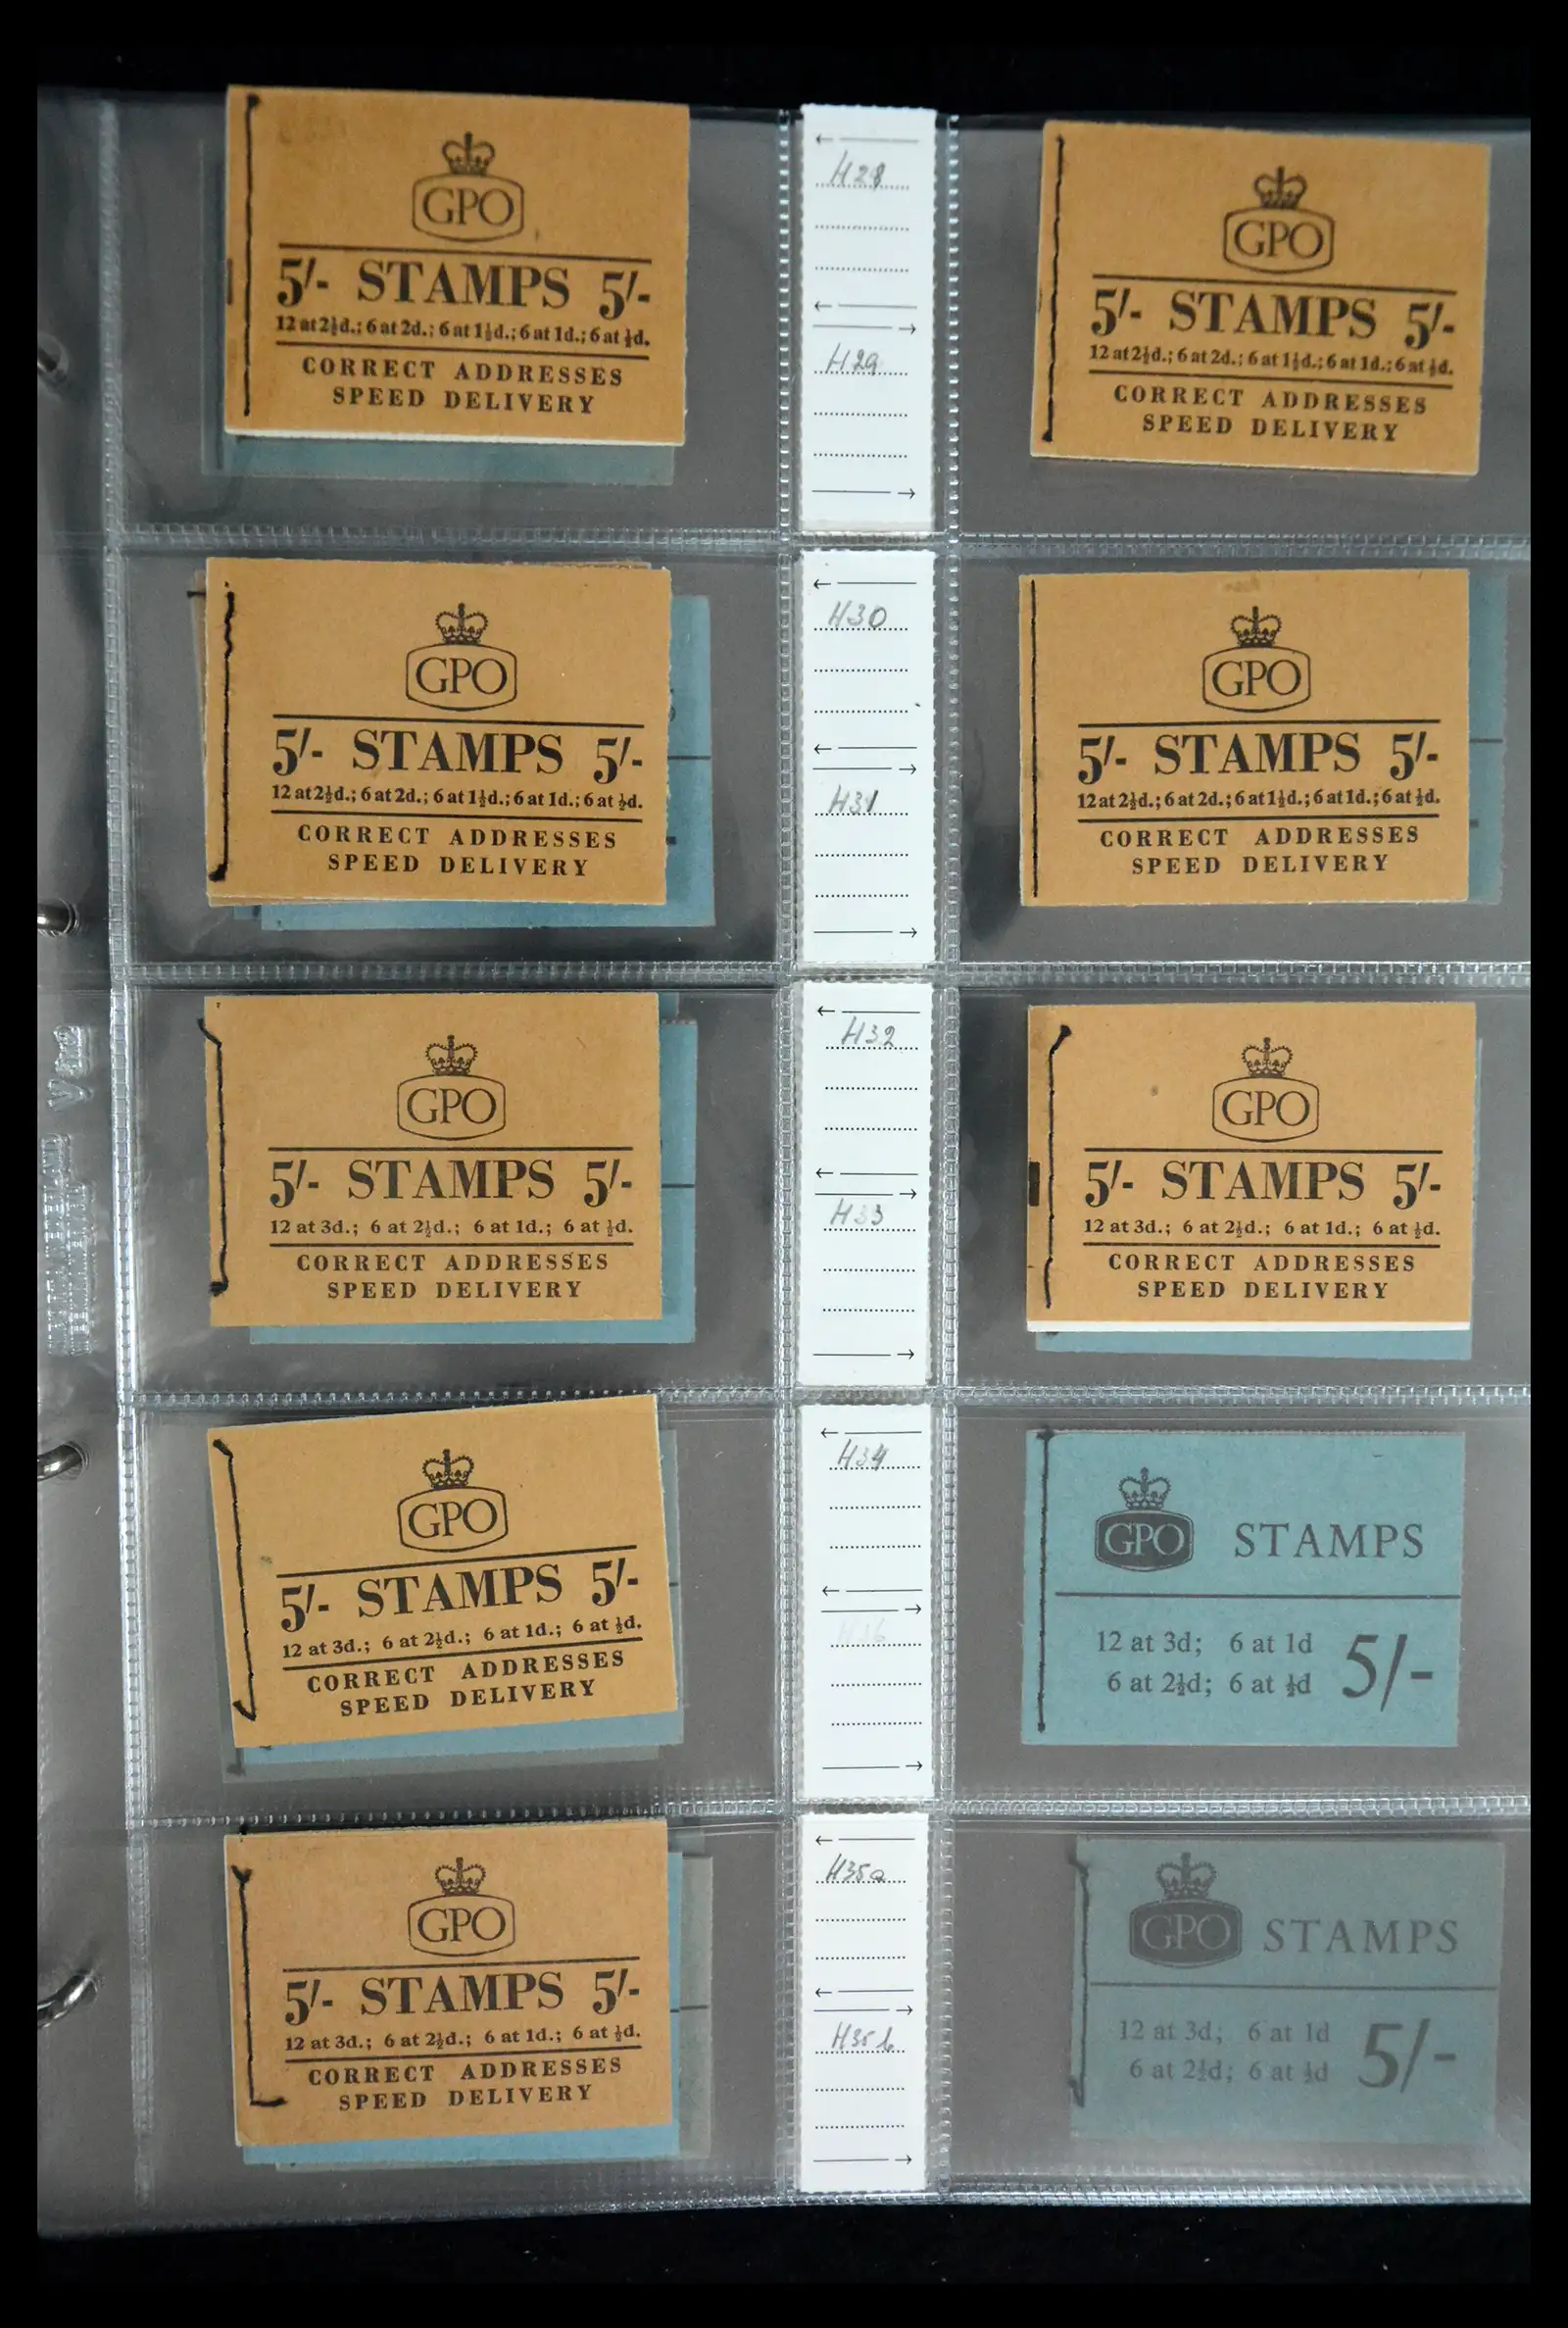 GPO
5/- STAMPS 5/-
12 at 2½d.; 6 at 2d.; 6 at 1½d.; 6 at 1d.; 6 at ½d.
CORRECT ADDRESSES
SPEED DELIVERY
← 
H28
←
→
H29
→
GPO
5/- STAMPS 5/-
12 at 2½d.; 6 at 2d.; 6 at 1½d.; 6 at 1d.; 6 at ½d.
CORRECT ADDRESSES
SPEED DELIVERY
GPO
5/- STAMPS 5/-
12 at 2½d.; 6 at 2d.; 6 at 1½d.; 6 at 1d.; 6 at ½d.
CORRECT ADDRESSES
SPEED DELIVERY
←
H30
←
→
H31
→
GPO
5/- STAMPS 5/-
12 at 2½d.; 6 at 2d.; 6 at 1½d.; 6 at 1d.; 6 at ½d.
CORRECT ADDRESSES
SPEED DELIVERY
GPO
5/- STAMPS 5/-
12 at 3d.; 6 at 2½d.; 6 at 1d.; 6 at ½d.
CORRECT ADDRESSES
SPEED DELIVERY
←
H32
←
→
H33
→
GPO
5/- STAMPS 5/-
12 at 3d.; 6 at 2½d.; 6 at 1d.; 6 at ½d.
CORRECT ADDRESSES
SPEED DELIVERY
GPO
5/- STAMPS 5/-
12 at 3d.; 6 at 2½d.; 6 at 1d.; 6 at ½d.
CORRECT ADDRESSES
SPEED DELIVERY
←
H34
←
→
H36
→
GPO STAMPS
12 at 3d; 6 at 1d
6 at 2½d; 6 at ½d 5/-
GPO
5/- STAMPS 5/-
12 at 3d.; 6 at 2½d.; 6 at 1d.; 6 at ½d.
CORRECT ADDRESSES
SPEED DELIVERY
←
H35a
←
→
H35b
→
GPO STAMPS
12 at 3d; 6 at 1d
6 at 2½d; 6 at ½d 5/-